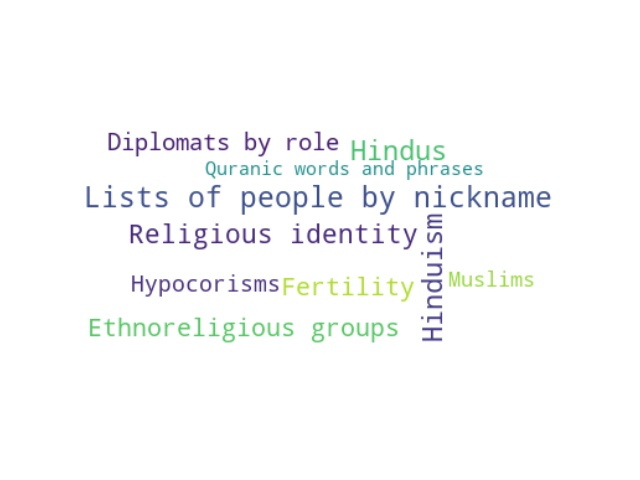 Diplomats by role
Hindus
Quranic words and phrases
Lists of people by nickname
Religious identity
Hinduism
Hypocorisms
Fertility
Muslims
Ethnoreligious groups